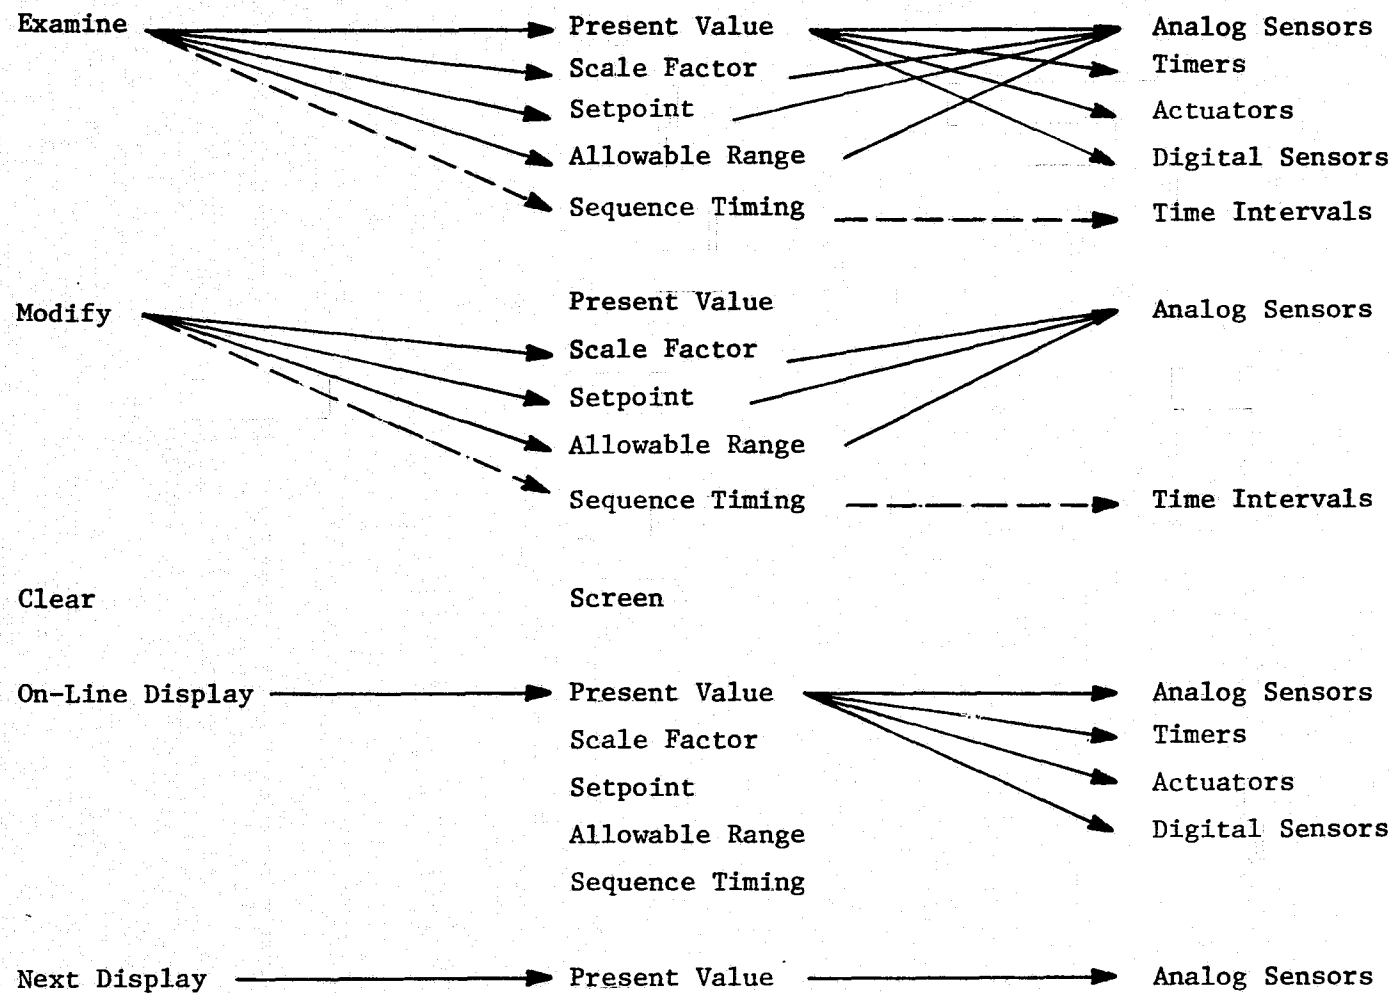 Examine Present Value Analog Sensors
Scale Factor Timers
Setpoint Actuators
Allowable Range Digital Sensors
Sequence Timing Time Intervals
Modify Present Value Analog Sensors
Scale Factor
Setpoint
Allowable Range
Sequence Timing Time Intervals
Clear Screen
On-Line Display Present Value Analog Sensors
Scale Factor Timers
Setpoint Actuators
Allowable Range Digital Sensors
Sequence Timing
Next Display Present Value Analog Sensors